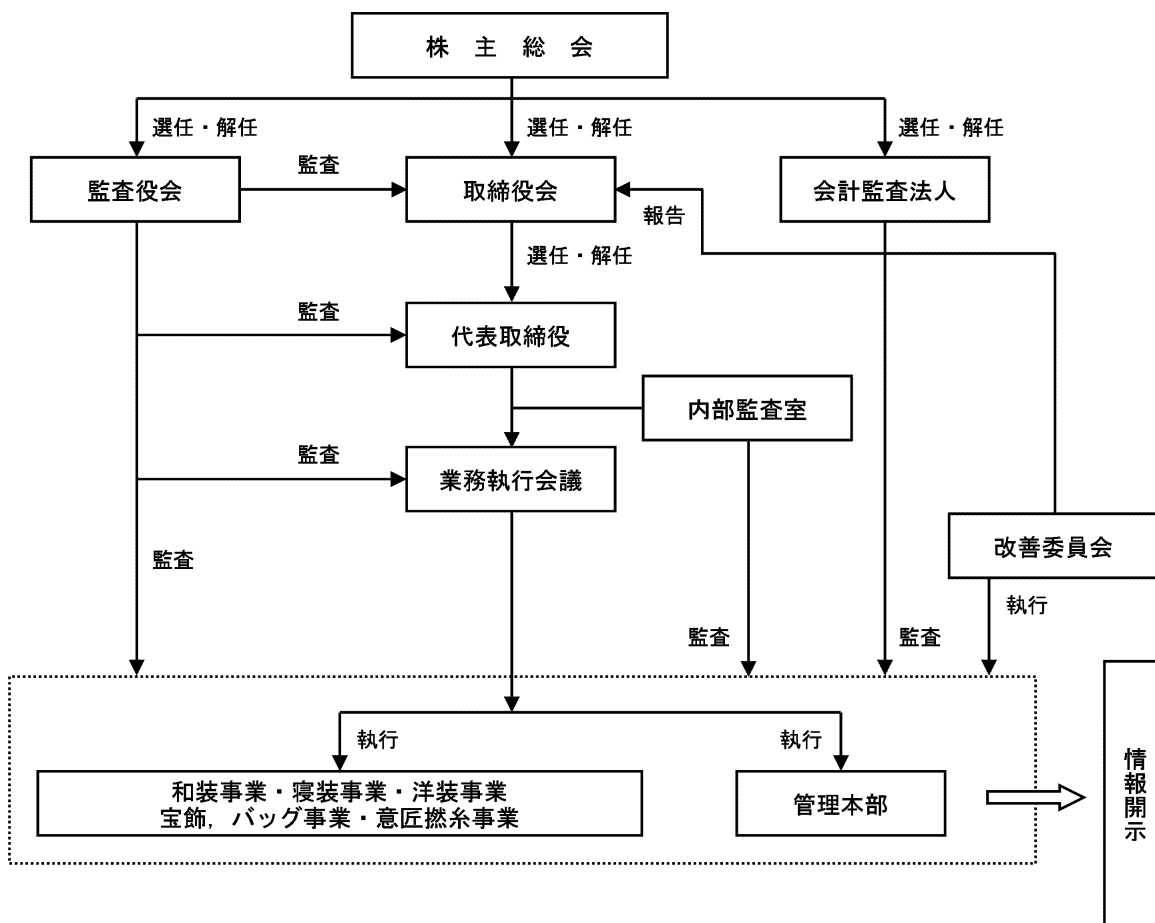 株主総会
選任・解任
選任・解任
選任・解任
監査役会
監査
取締役会
報告
会計監査法人
選任・解任
監査
代表取締役
内部監査室
監査
業務執行会議
監査
改善委員会
執行
監査
監査
執行
執行
和装事業・寝装事業・洋装事業
宝飾，バッグ事業・意匠撚糸事業
管理本部
情報開示